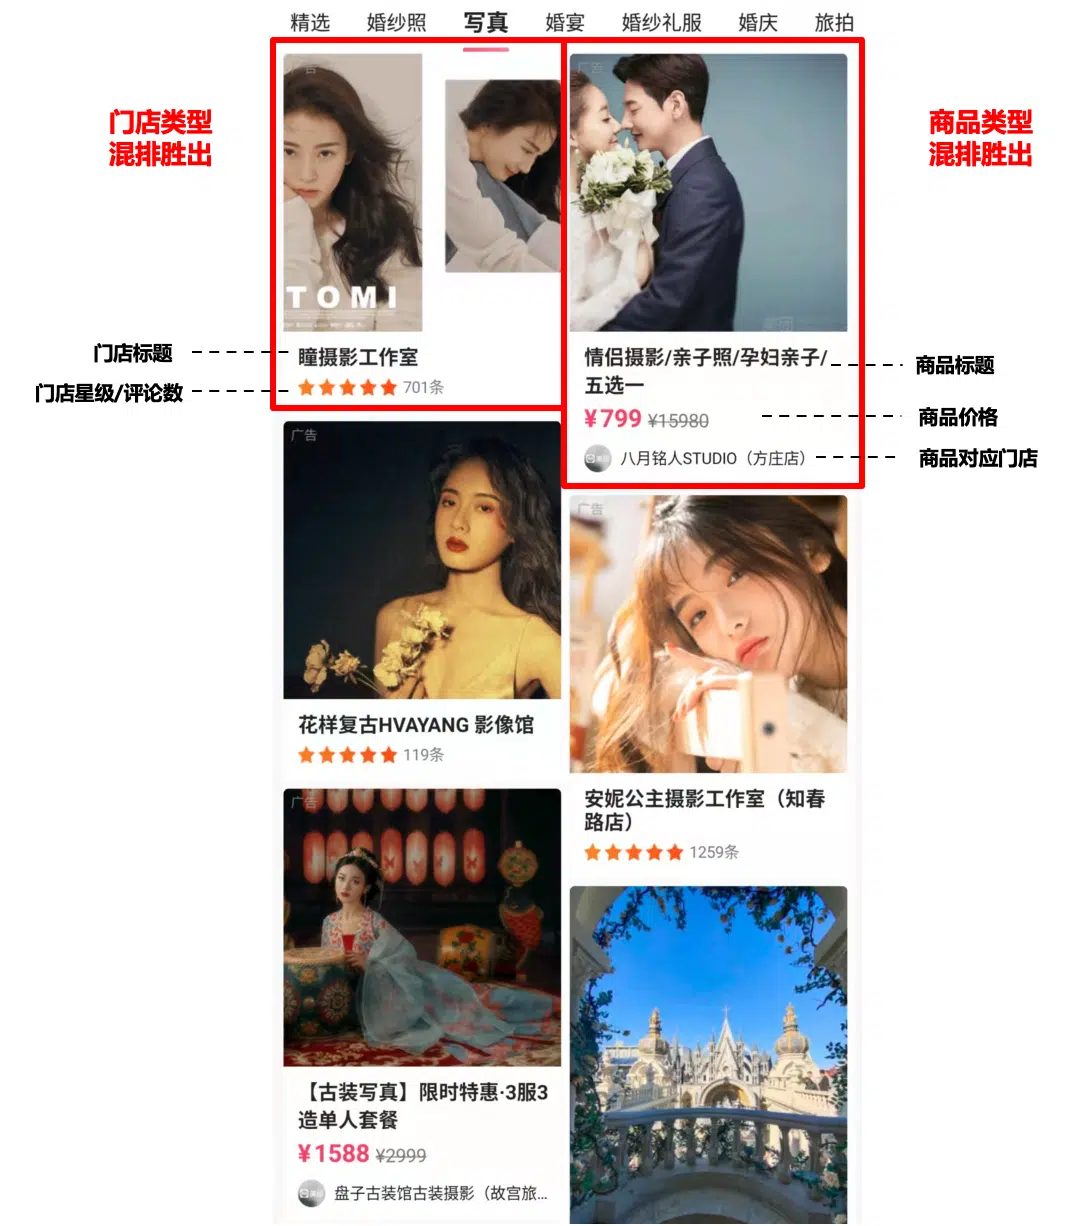 精选 婚纱照 写真 婚宴 婚纱礼服 婚庆 旅拍
门店类型
混排胜出
商品类型
混排胜出
广告
TOMI
门店标题
瞳摄影工作室
门店星级/评论数
701条
广告
情侣摄影/亲子照/孕妇亲子/
五选一
商品标题
¥799 ¥15980
商品价格
八月铭人STUDIO（方庄店）
商品对应门店
广告
花样复古HVAYANG 影像馆
119条
广告
安妮公主摄影工作室（知春
路店）
1259条
广告
【古装写真】限时特惠·3服3
造单人套餐
¥1588 ¥2999
盘子古装馆古装摄影（故宫旅...